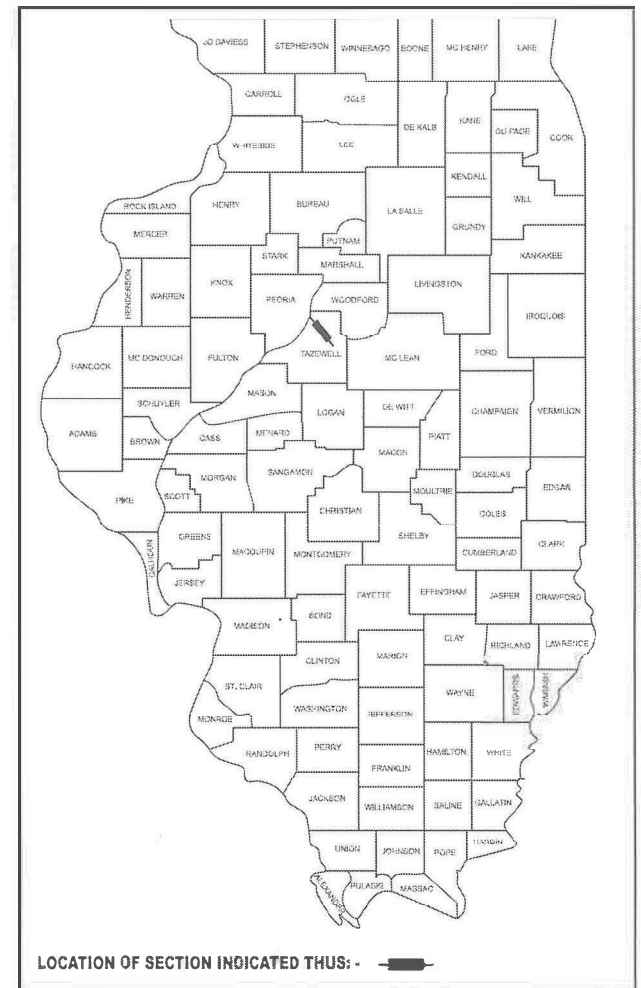 JO DAVIESS STEPHENSON WINNEBAGO BOONE MC HENRY LAKE
CARROLL OGLE DE KALB KANE DU PAGE COOK
WHITESIDE LEE
KENDALL
ROCK ISLAND HENRY BUREAU LA SALLE WILL
GRUNDY
MERCER PUTNAM
STARK MARSHALL KANKAKEE
HENDERSON WARREN KNOX PEORIA WOODFORD LIVINGSTON IROQUOIS
HANCOCK MC DONOUGH FULTON TAZEWELL MC LEAN FORD
MASON
SCHUYLER LOGAN DE WITT CHAMPAIGN VERMILION
ADAMS BROWN CASS MENARD MACON PIATT
PIKE SCOTT MORGAN SANGAMON MOULTRIE DOUGLAS EDGAR
CHRISTIAN COLES
CALHOUN GREENE MACOUPIN MONTGOMERY SHELBY CUMBERLAND CLARK
JERSEY
FAYETTE EFFINGHAM JASPER CRAWFORD
MADISON BOND
CLAY RICHLAND LAWRENCE
CLINTON MARION
ST. CLAIR WAYNE EDWARDS WABASH
MONROE WASHINGTON JEFFERSON
RANDOLPH PERRY HAMILTON WHITE
FRANKLIN
JACKSON WILLIAMSON SALINE GALLATIN
UNION JOHNSON POPE HARDIN
ALEXANDER PULASKI MASSAC
LOCATION OF SECTION INDICATED THUS: -